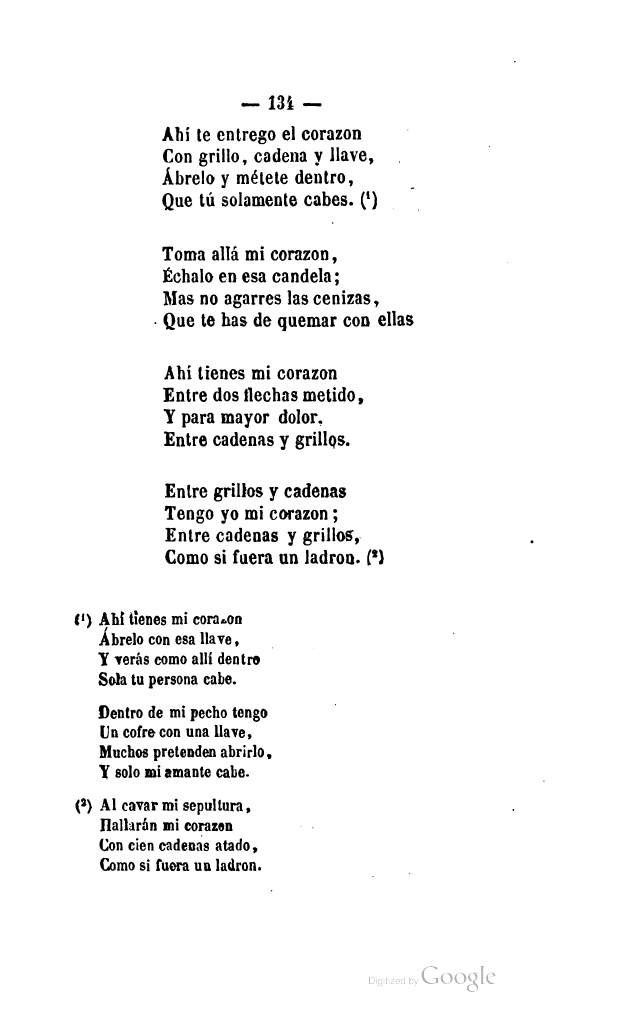 — 134 —
Ahí te entrego el corazon
Con grillo, cadena y llave,
Ábrelo y métete dentro,
Que tú solamente cabes. (¹)
Toma allá mi corazon,
Échalo en esa candela;
Mas no agarres las cenizas,
Que te has de quemar con ellas
Ahí tienes mi corazon
Entre dos flechas metido,
Y para mayor dolor,
Entre cadenas y grillos.
Entre grillos y cadenas
Tengo yo mi corazon;
Entre cadenas y grillos,
Como si fuera un ladron. (²)
(¹) Ahí tienes mi corazon
Ábrelo con esa llave,
Y verás como allí dentro
Sola tu persona cabe.
Dentro de mi pecho tengo
Un cofre con una llave,
Muchos pretenden abrirlo,
Y solo mi amante cabe.
(²) Al cavar mi sepultura,
Hallarán mi corazon
Con cien cadenas atado,
Como si fuera un ladron.
Digitized by Google